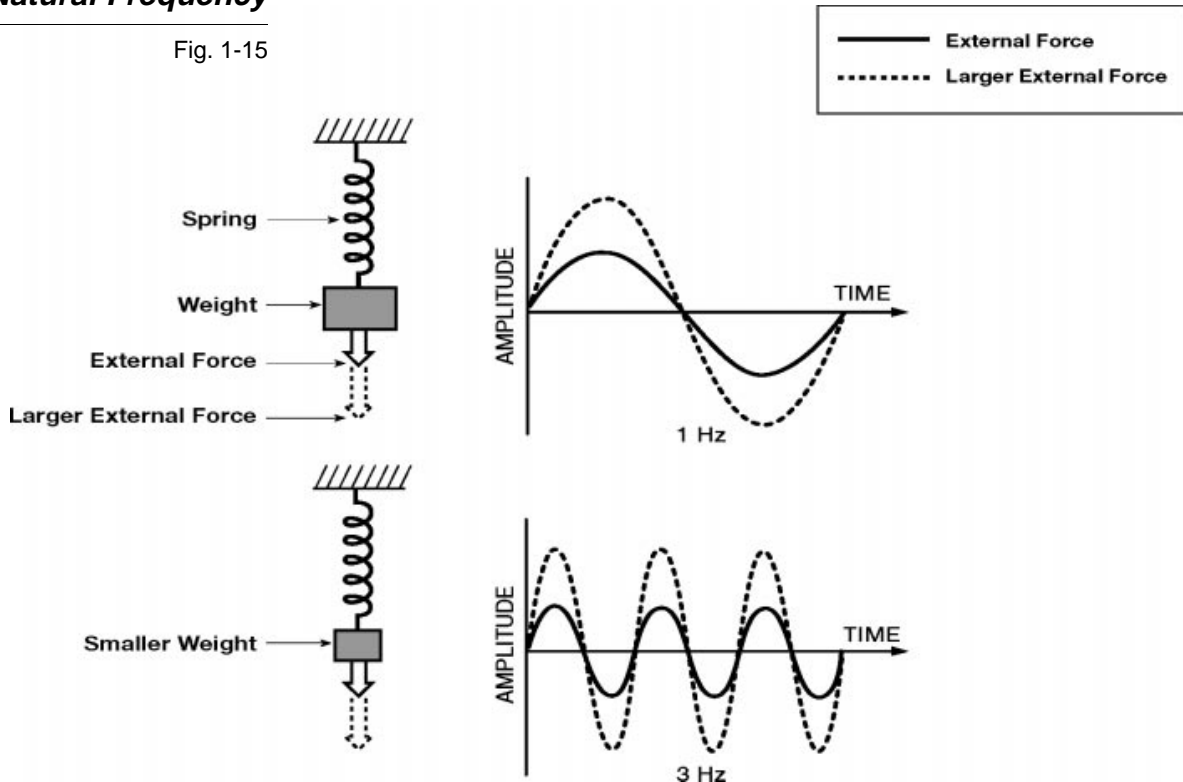 Natural Frequency
Fig. 1-15
External Force
Larger External Force
Spring
Weight
External Force
Larger External Force
AMPLITUDE
TIME
1 Hz
Smaller Weight
AMPLITUDE
TIME
3 Hz